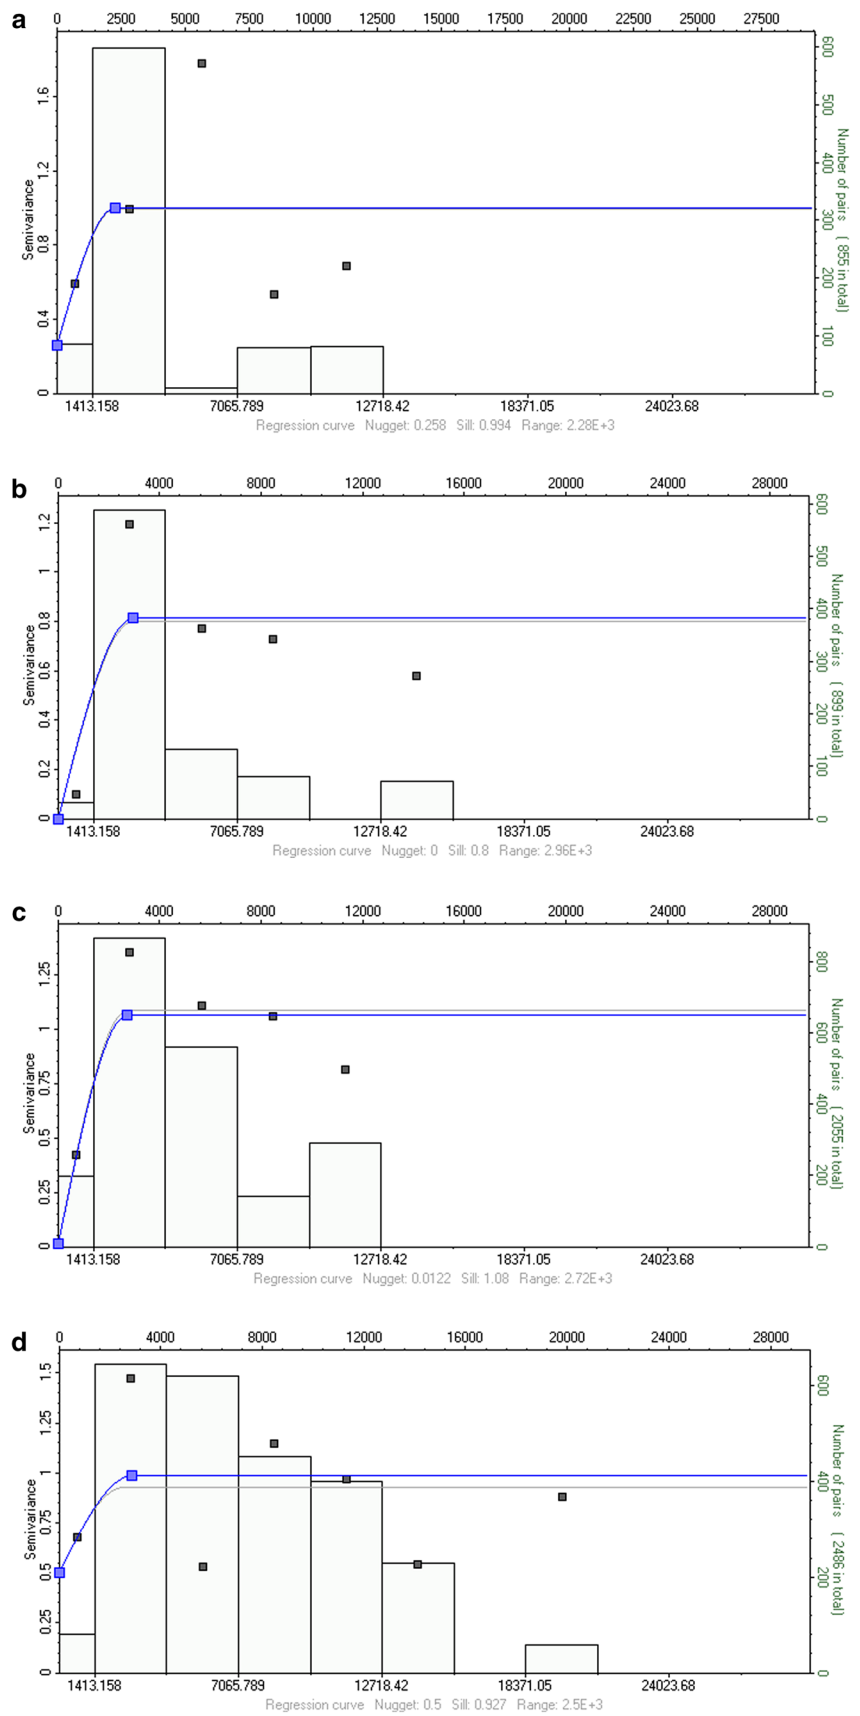 a
0 2500 5000 7500 10000 12500 15000 17500 20000 22500 25000 27500
Semivariance
0 0.4 0.8 1.2 1.6
Number of pairs ( 855 in total)
0 100 200 300 400 500 600
1413.158 7065.789 12718.42 18371.05 24023.68
Regression curve Nugget: 0.258 Sill: 0.994 Range: 2.28E+3
b
0 4000 8000 12000 16000 20000 24000 28000
Semivariance
0 0.2 0.4 0.6 0.8 1 1.2
Number of pairs ( 899 in total)
0 100 200 300 400 500 600
1413.158 7065.789 12718.42 18371.05 24023.68
Regression curve Nugget: 0 Sill: 0.8 Range: 2.96E+3
c
0 4000 8000 12000 16000 20000 24000 28000
Semivariance
0 0.25 0.5 0.75 1 1.25
Number of pairs ( 2055 in total)
0 200 400 600 800
1413.158 7065.789 12718.42 18371.05 24023.68
Regression curve Nugget: 0.0122 Sill: 1.08 Range: 2.72E+3
d
0 4000 8000 12000 16000 20000 24000 28000
Semivariance
0 0.25 0.5 0.75 1 1.25 1.5
Number of pairs ( 2486 in total)
0 200 400 600
1413.158 7065.789 12718.42 18371.05 24023.68
Regression curve Nugget: 0.5 Sill: 0.927 Range: 2.5E+3